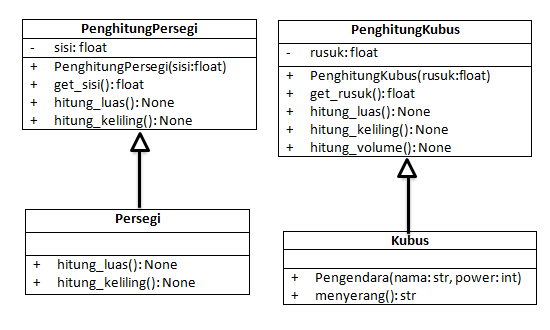 PenghitungPersegi
- sisi: float
+ PenghitungPersegi(sisi:float)
+ get_sisi(): float
+ hitung_luas(): None
+ hitung_keliling(): None
PenghitungKubus
- rusuk: float
+ PenghitungKubus(rusuk:float)
+ get_rusuk(): float
+ hitung_luas(): None
+ hitung_keliling(): None
+ hitung_volume(): None
Persegi
+ hitung_luas(): None
+ hitung_keliling(): None
Kubus
+ Pengendara(nama: str, power: int)
+ menyerang(): str